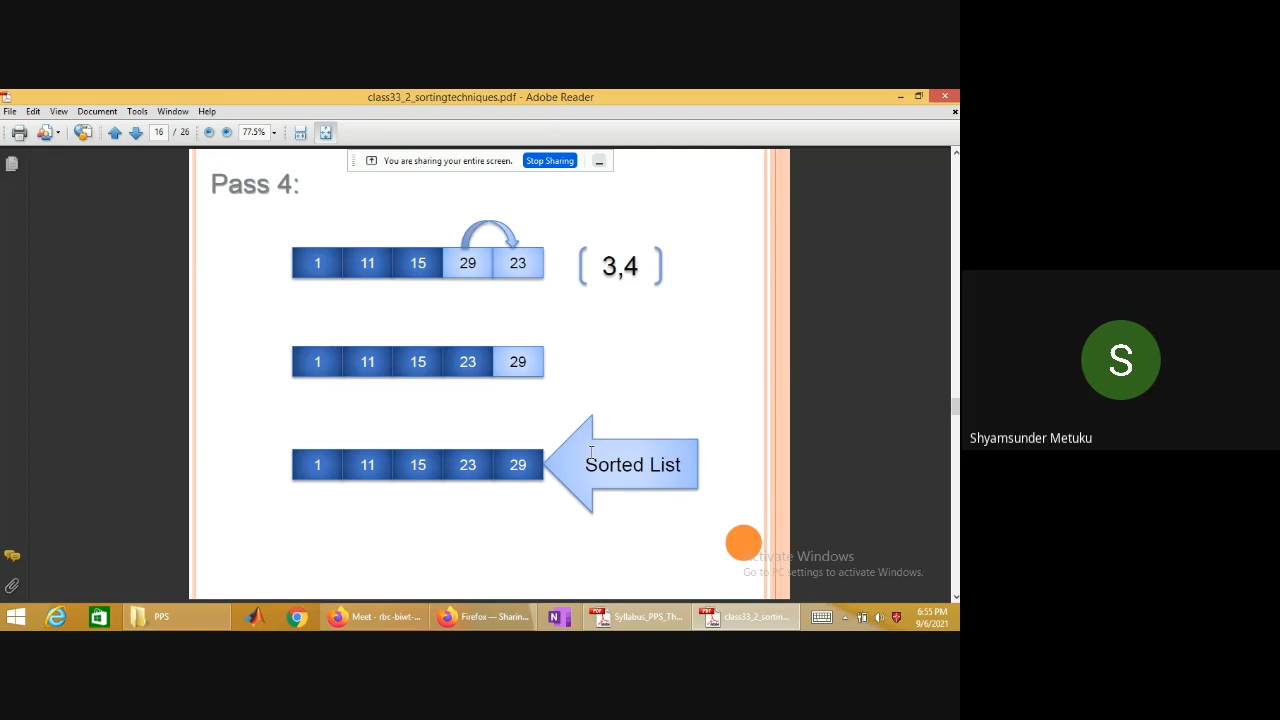 class33_2_sortingtechniques.pdf - Adobe Reader
File Edit View Document Tools Window Help
16 / 26 77.5%
You are sharing your entire screen. Stop Sharing
Pass 4:
1 11 15 29 23 [ 3,4 ]
1 11 15 23 29
1 11 15 23 29 Sorted List
S
Shyamsunder Metuku
Activate Windows
Go to PC settings to activate Windows.
PPS Meet - rbc-biwt-... Firefox — Sharin... Syllabus_PPS_Th... class33_2_sortin...
6:55 PM
9/6/2021